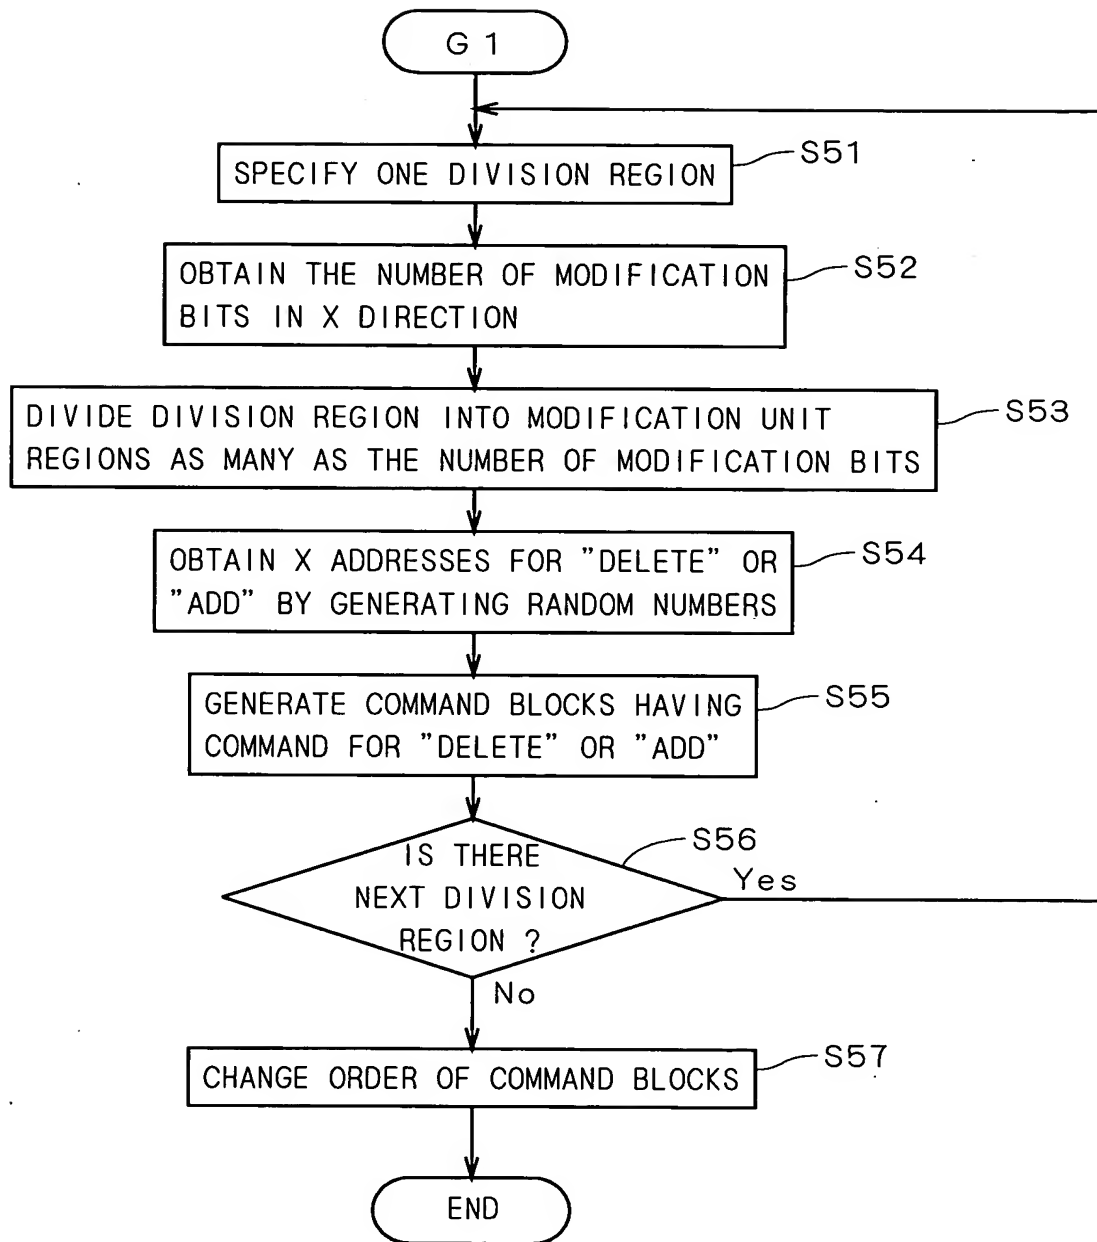 G 1
SPECIFY ONE DIVISION REGION
S51
OBTAIN THE NUMBER OF MODIFICATION
BITS IN X DIRECTION
S52
DIVIDE DIVISION REGION INTO MODIFICATION UNIT
REGIONS AS MANY AS THE NUMBER OF MODIFICATION BITS
S53
OBTAIN X ADDRESSES FOR "DELETE" OR
"ADD" BY GENERATING RANDOM NUMBERS
S54
GENERATE COMMAND BLOCKS HAVING
COMMAND FOR "DELETE" OR "ADD"
S55
IS THERE
NEXT DIVISION
REGION ?
S56
Yes
No
CHANGE ORDER OF COMMAND BLOCKS
S57
END